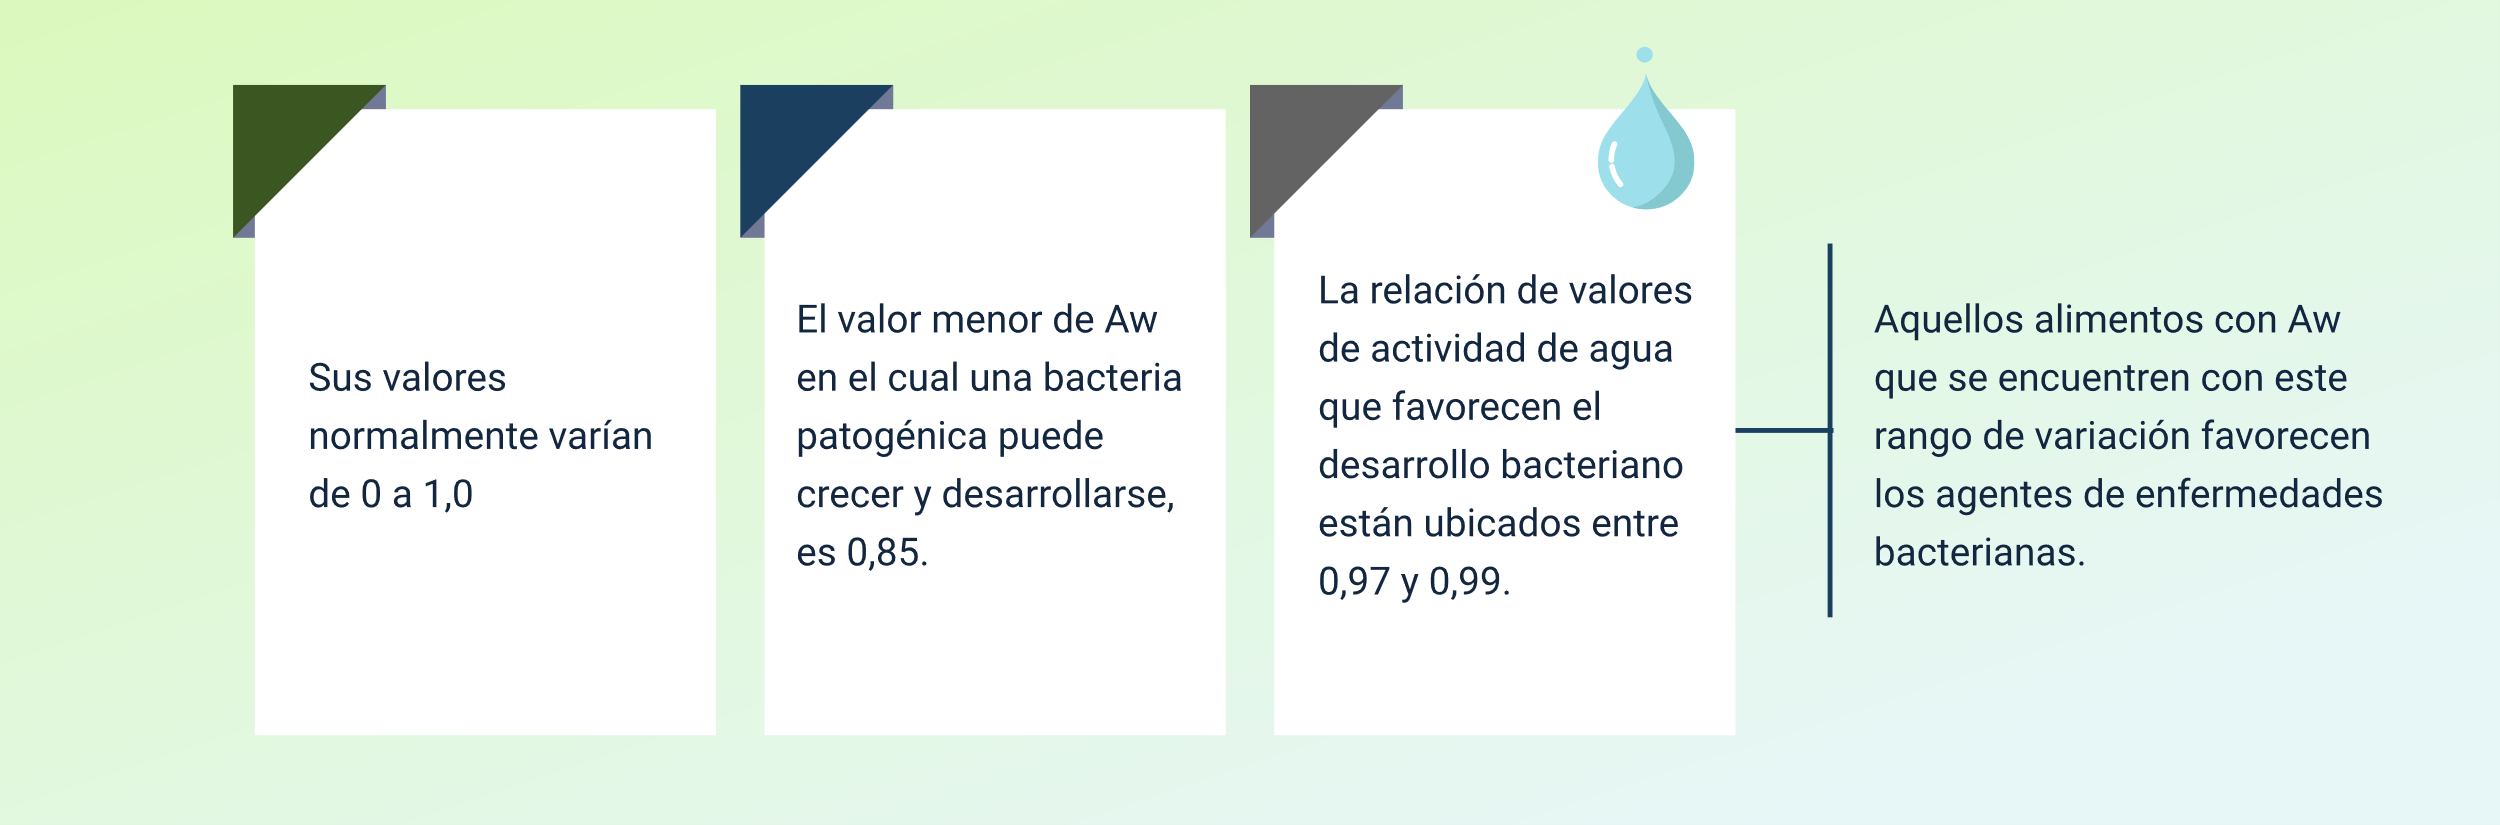 Sus valores
normalmente varían
de 0 a 1,0
El valor menor de Aw
en el cual una bacteria
patogénica puede
crecer y desarrollarse,
es 0,85.
La relación de valores
de actividad de agua
que favorecen el
desarrollo bacteriano
están ubicados entre
0,97 y 0,99.
Aquellos alimentos con Aw
que se encuentren con este
rango de variación favorecen
los agentes de enfermedades
bacterianas.